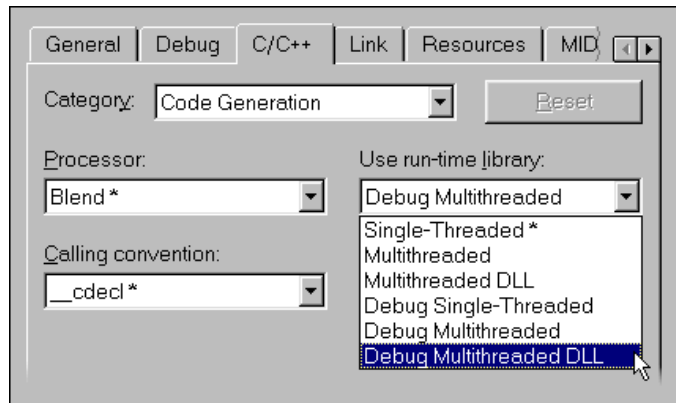 General Debug C/C++ Link Resources MID
Category: Code Generation Reset
Processor: Use run-time library:
Blend * Debug Multithreaded
Single-Threaded *
Multithreaded
Calling convention:
Multithreaded DLL
__cdecl *
Debug Single-Threaded
Debug Multithreaded
Debug Multithreaded DLL